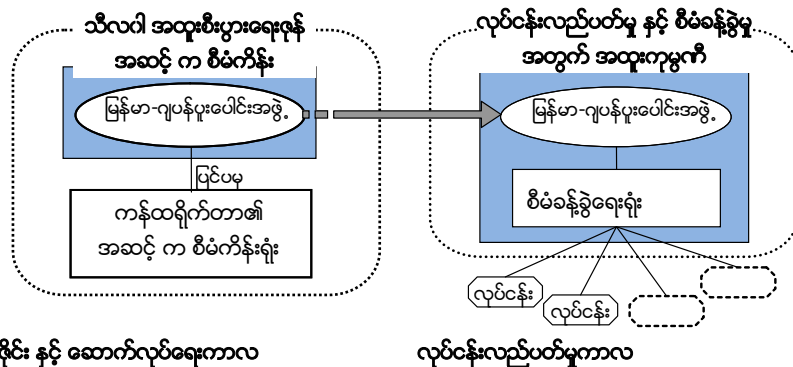 သီလဝါ အထူးစီးပွားရေးဇုန်
အဆင့် က စီမံကိန်း
မြန်မာ-ဂျပန်ပူးပေါင်းအဖွဲ့
ပြင်ပမှ
ကန်ထရိုက်တာ၏
အဆင့် က စီမံကိန်းရုံး
လုပ်ငန်းလည်ပတ်မှု နှင့် စီမံခန့်ခွဲမှု
အတွက် အထူးကုမ္ပဏီ
မြန်မာ-ဂျပန်ပူးပေါင်းအဖွဲ့
စီမံခန့်ခွဲရေးရုံး
လုပ်ငန်း
လုပ်ငန်း
နှင့် ဆောက်လုပ်ရေးကာလ
လုပ်ငန်းလည်ပတ်မှုကာလ